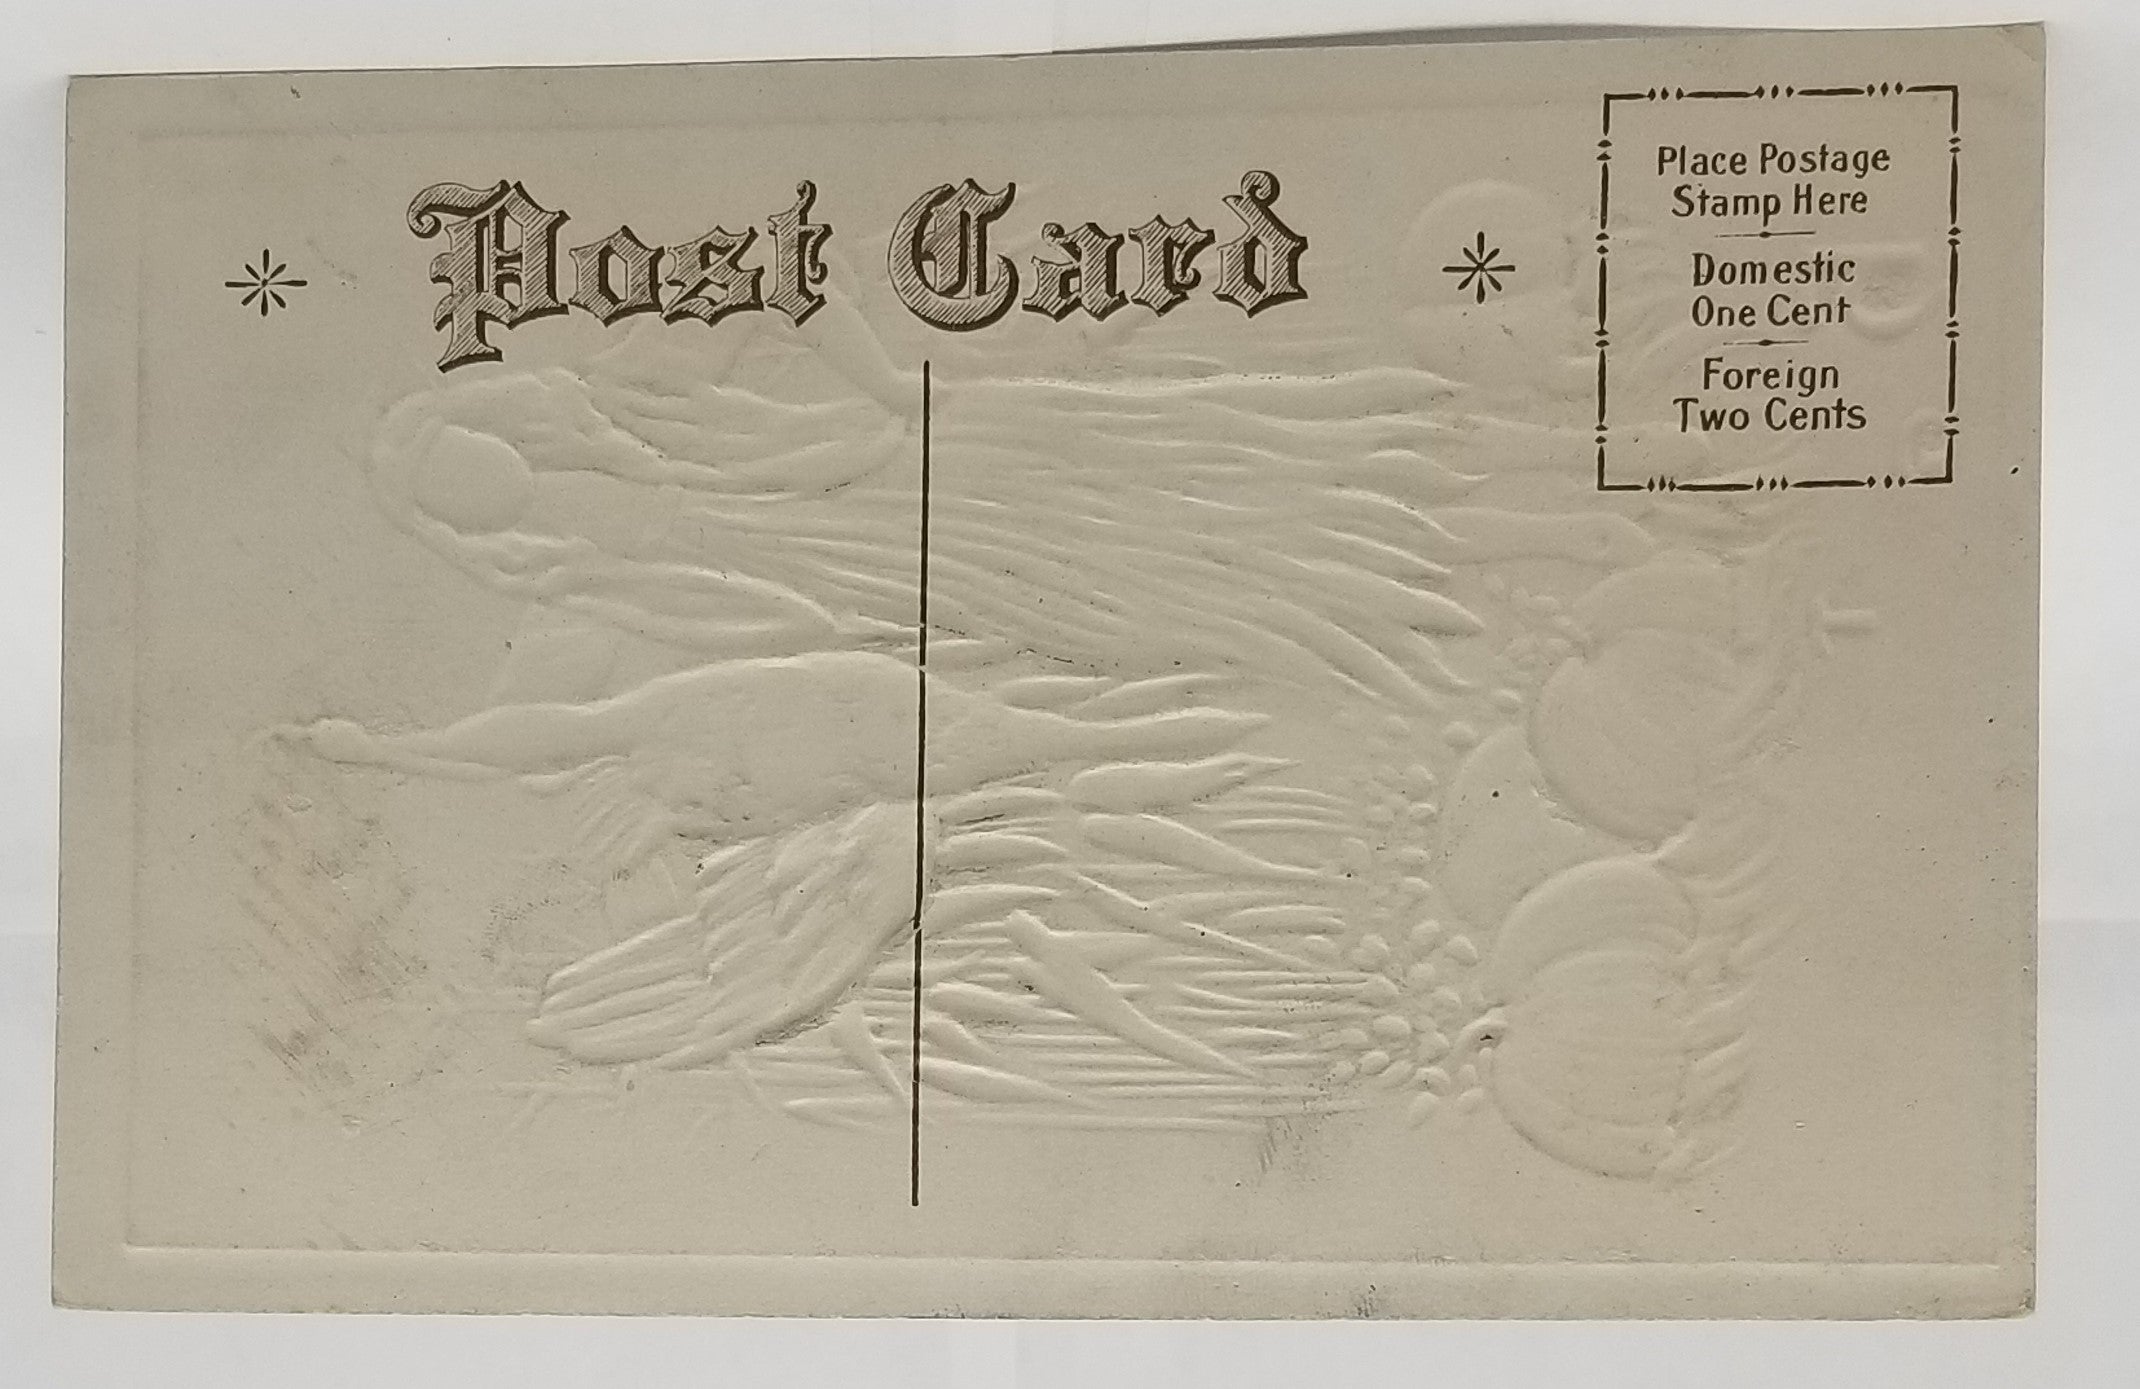 Post Card
Place Postage
Stamp Here
Domestic
One Cent
Foreign
Two Cents